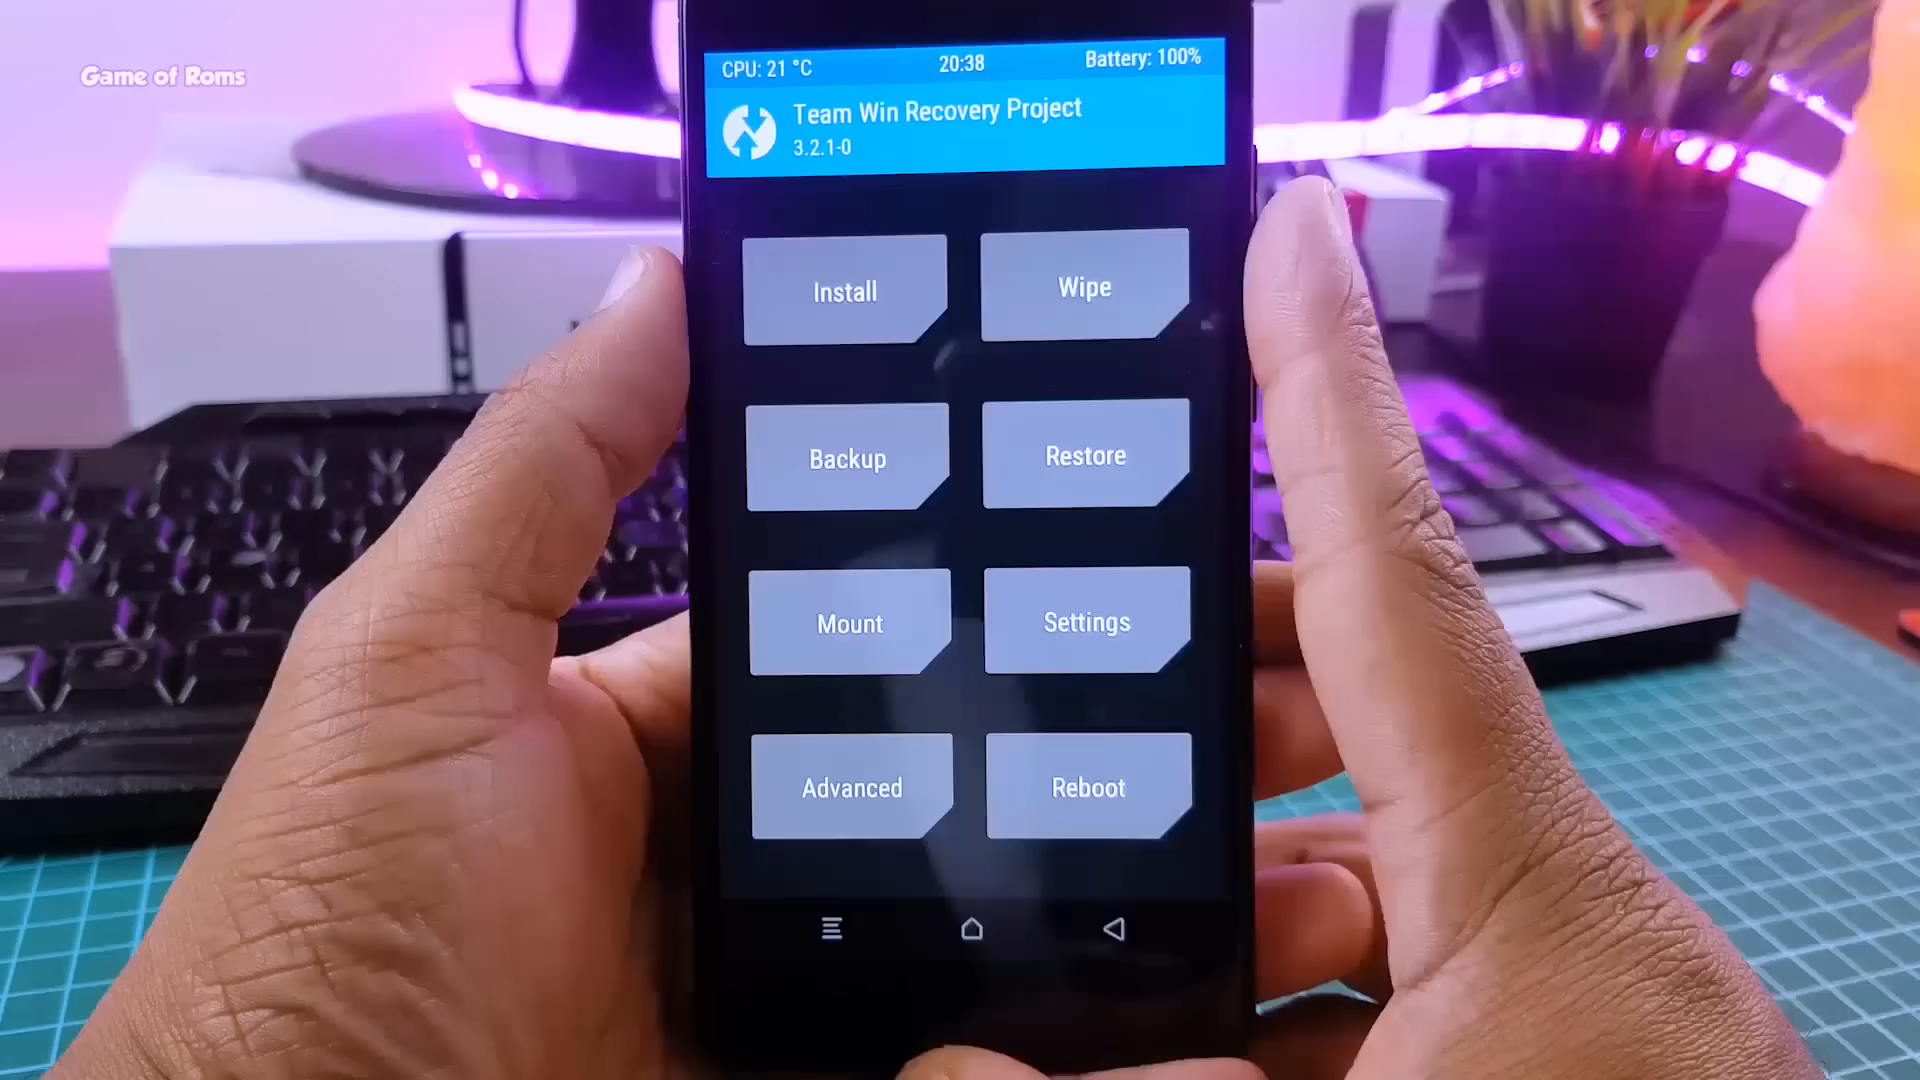 Game of Roms
CPU: 21 °C 20:38 Battery: 100%
Team Win Recovery Project
3.2.1-0
Install Wipe
Backup Restore
Mount Settings
Advanced Reboot